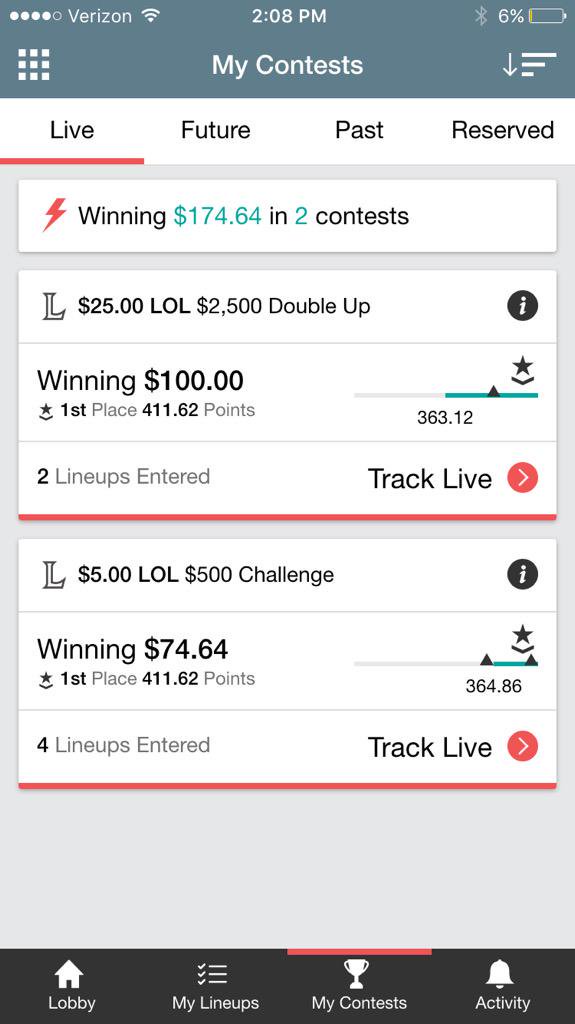 Verizon 2:08 PM 6%
My Contests
Live Future Past Reserved
Winning $174.64 in 2 contests
L $25.00 LOL $2,500 Double Up i
Winning $100.00
1st Place 411.62 Points
363.12
2 Lineups Entered Track Live
L $5.00 LOL $500 Challenge i
Winning $74.64
1st Place 411.62 Points
364.86
4 Lineups Entered Track Live
Lobby My Lineups My Contests Activity